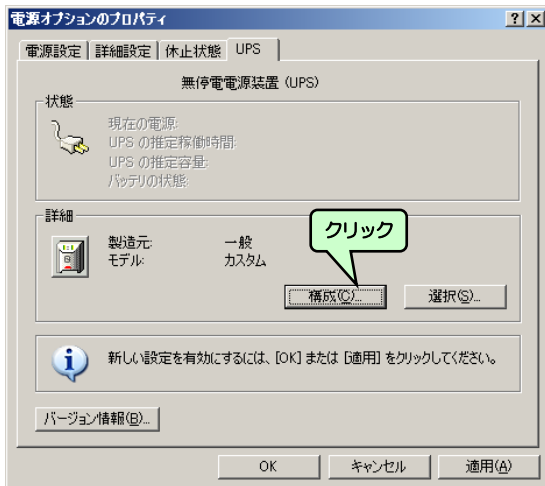 電源オプションのプロパティ
? ×
電源設定 詳細設定 休止状態 UPS
無停電電源装置 (UPS)
状態
現在の電源:
UPS の推定稼働時間:
UPS の推定容量:
バッテリの状態:
詳細
クリック
製造元: 一般
モデル: カスタム
構成(C)... 選択(S)...
新しい設定を有効にするには、[OK] または [適用] をクリックしてください。
バージョン情報(B)...
OK キャンセル 適用(A)